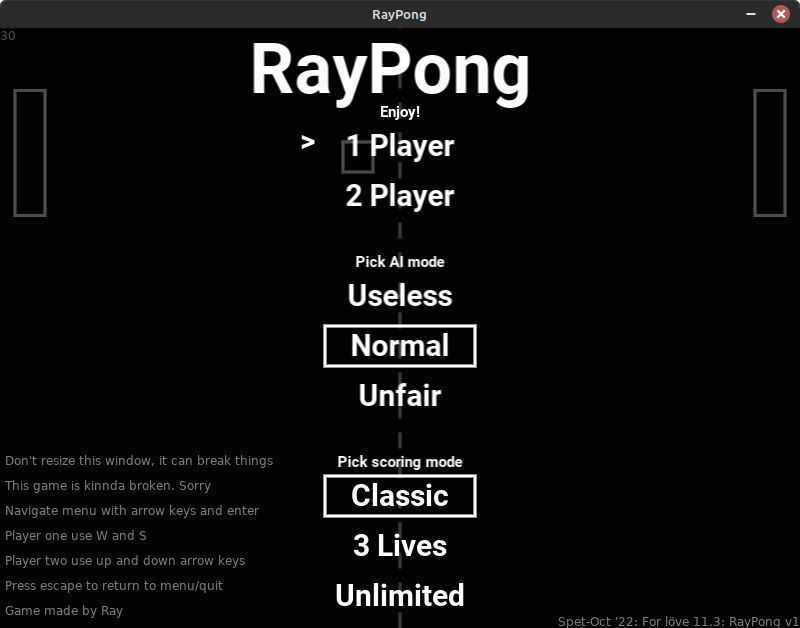 RayPong
30
RayPong
Enjoy!
> 1 Player
2 Player
Pick AI mode
Useless
Normal
Unfair
Pick scoring mode
Classic
3 Lives
Unlimited
Don't resize this window, it can break things
This game is kinnda broken. Sorry
Navigate menu with arrow keys and enter
Player one use W and S
Player two use up and down arrow keys
Press escape to return to menu/quit
Game made by Ray
Spet-Oct '22: For löve 11.3: RayPong v1